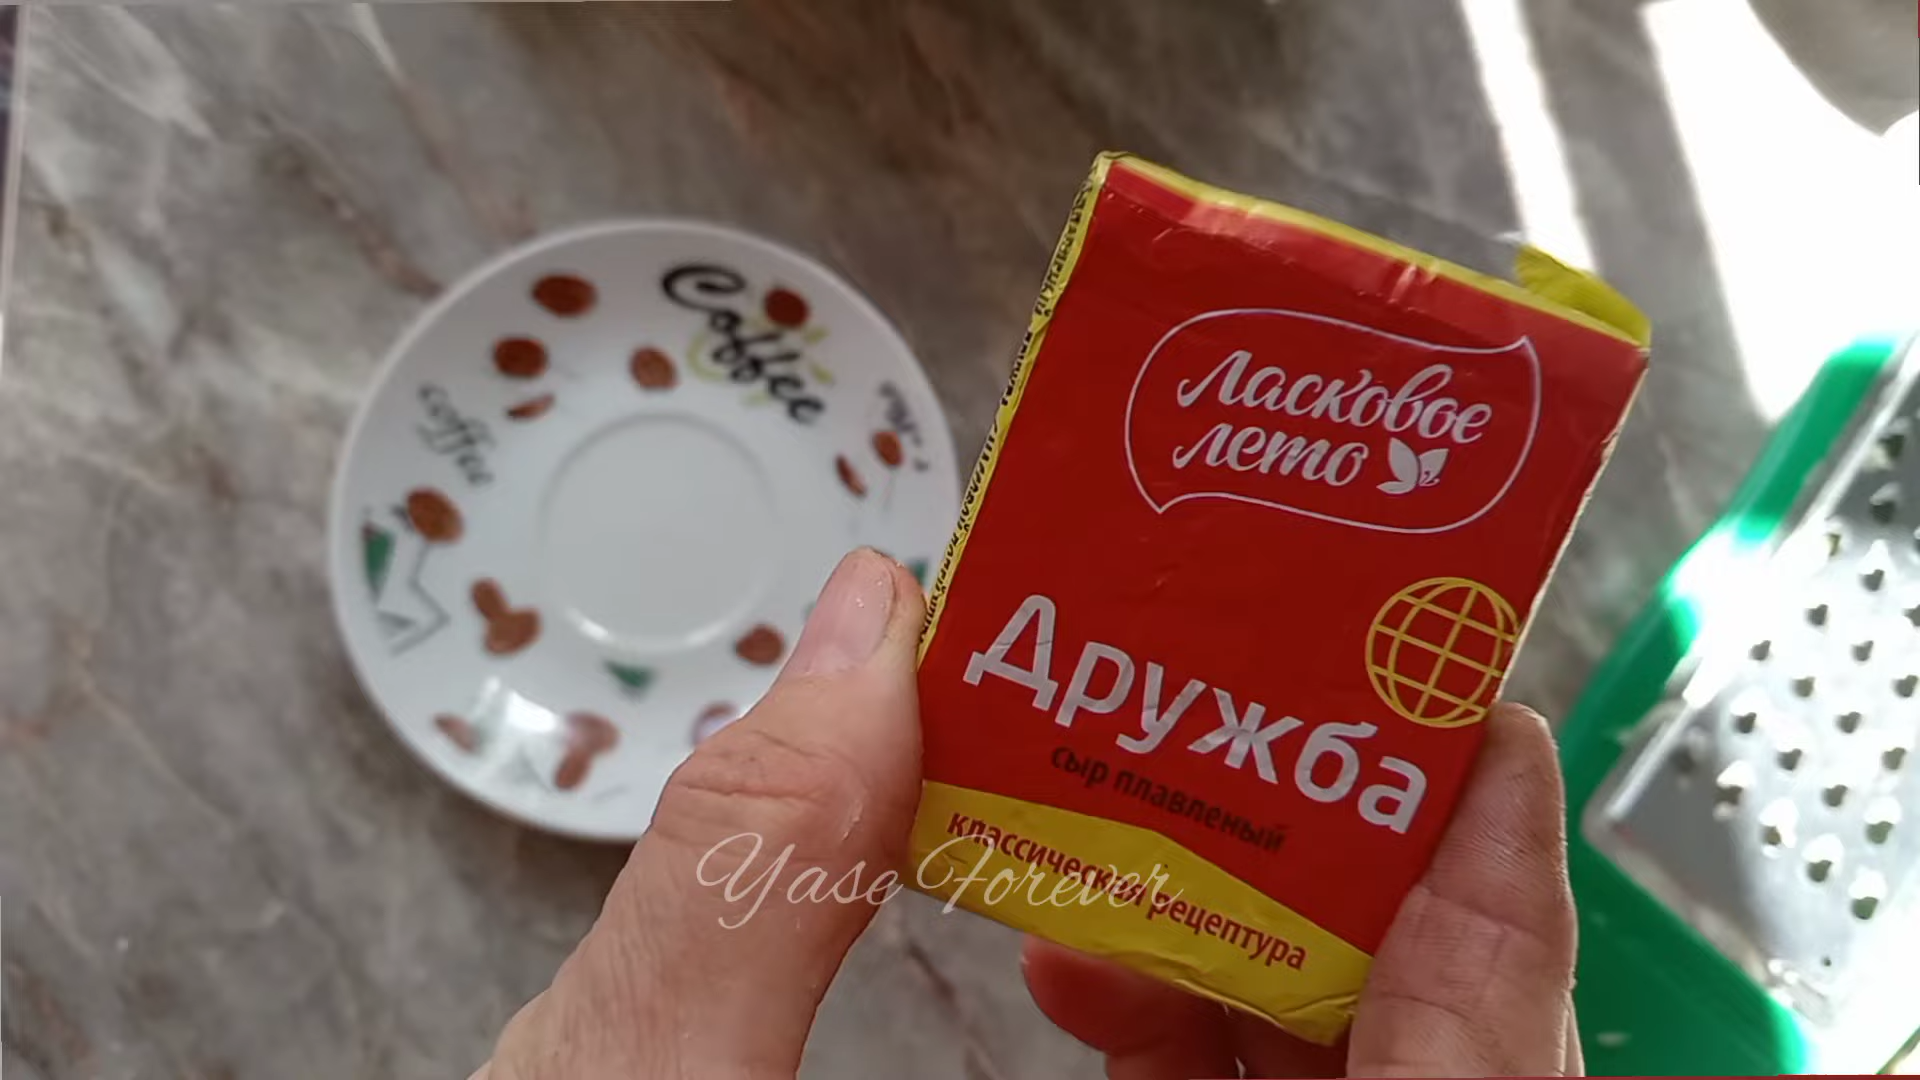 Coffee
coffee
Ласковое
лето
Дружба
сыр плавленый
классическая рецептура
Yase Forever